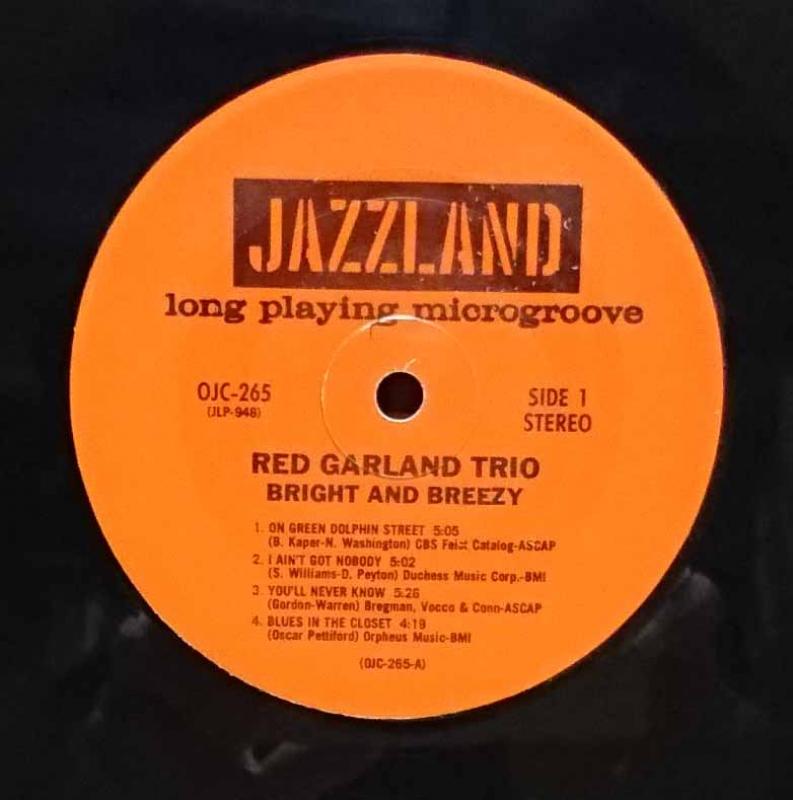 JAZZLAND
long playing microgroove
OJC-265
(JLP-948)
SIDE 1
STEREO
RED GARLAND TRIO
BRIGHT AND BREEZY
1. ON GREEN DOLPHIN STREET 5:05
(B. Kaper-N. Washington) CBS Feist Catalog-ASCAP
2. I AIN'T GOT NOBODY 5:02
(S. Williams-D. Peyton) Duchess Music Corp.-BMI
3. YOU'LL NEVER KNOW 5:26
(Gordon-Warren) Bregman, Vocco & Conn-ASCAP
4. BLUES IN THE CLOSET 4:19
(Oscar Pettiford) Orpheus Music-BMI
(OJC-265-A)